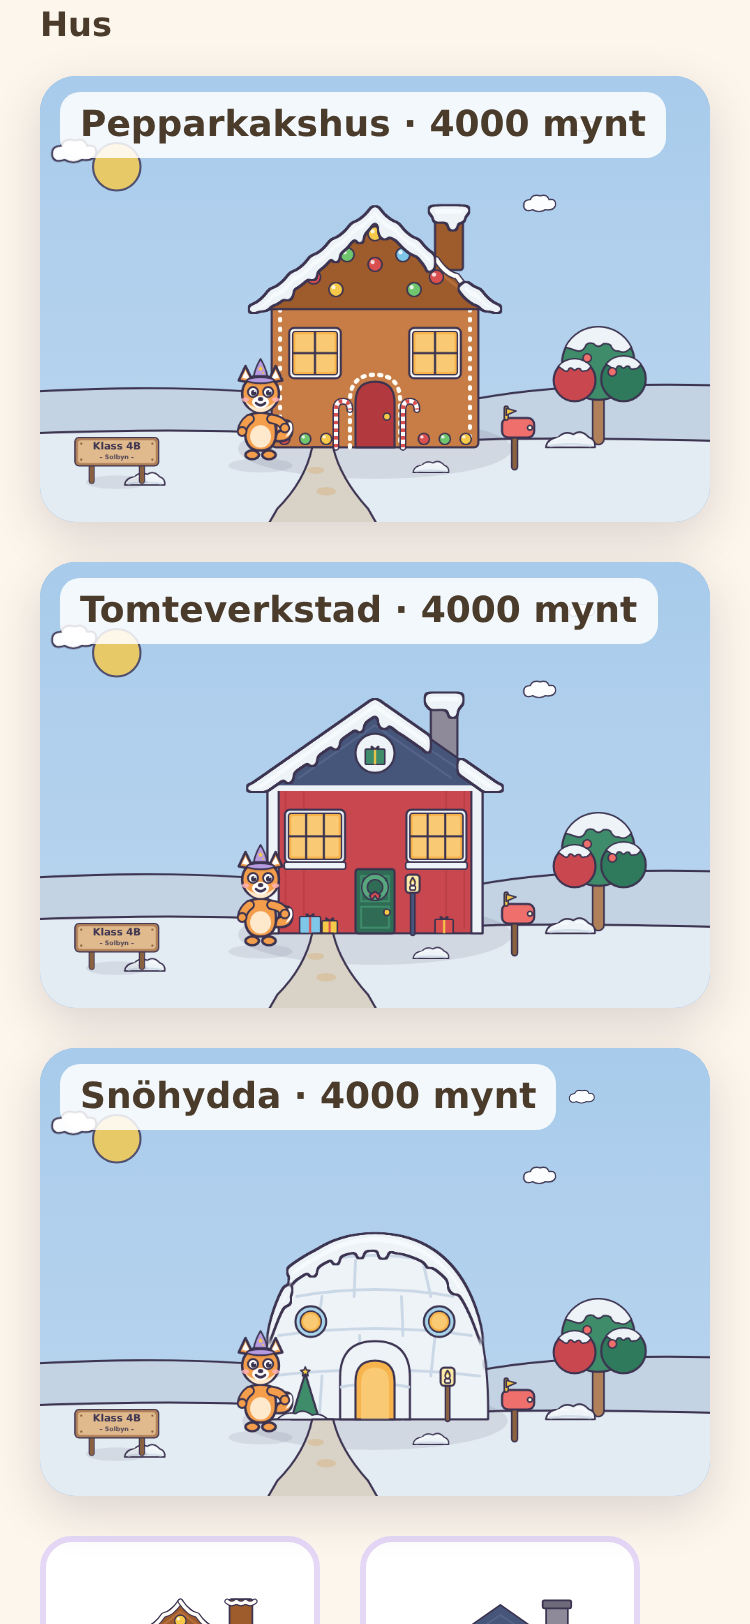 Hus
Pepparkakshus · 4000 mynt
Klass 4B
- Solbyn -
Tomteverkstad · 4000 mynt
Klass 4B
- Solbyn -
Snöhydda · 4000 mynt
Klass 4B
- Solbyn -